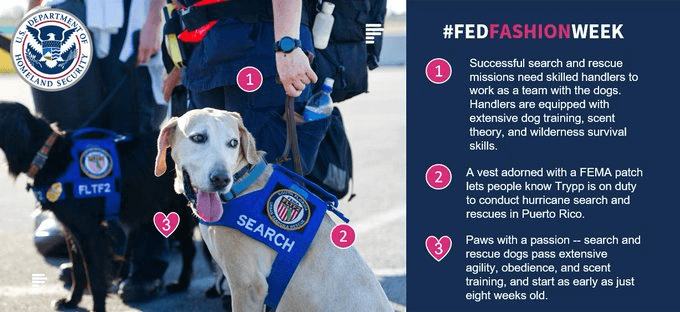 U.S. DEPARTMENT OF
HOMELAND SECURITY
FLTF2
1
3
2
FEMA
SEARCH
#FEDFASHIONWEEK
1
Successful search and rescue
missions need skilled handlers to
work as a team with the dogs.
Handlers are equipped with
extensive dog training, scent
theory, and wilderness survival
skills.
2
A vest adorned with a FEMA patch
lets people know Trypp is on duty
to conduct hurricane search and
rescues in Puerto Rico.
3
Paws with a passion -- search and
rescue dogs pass extensive
agility, obedience, and scent
training, and start as early as just
eight weeks old.